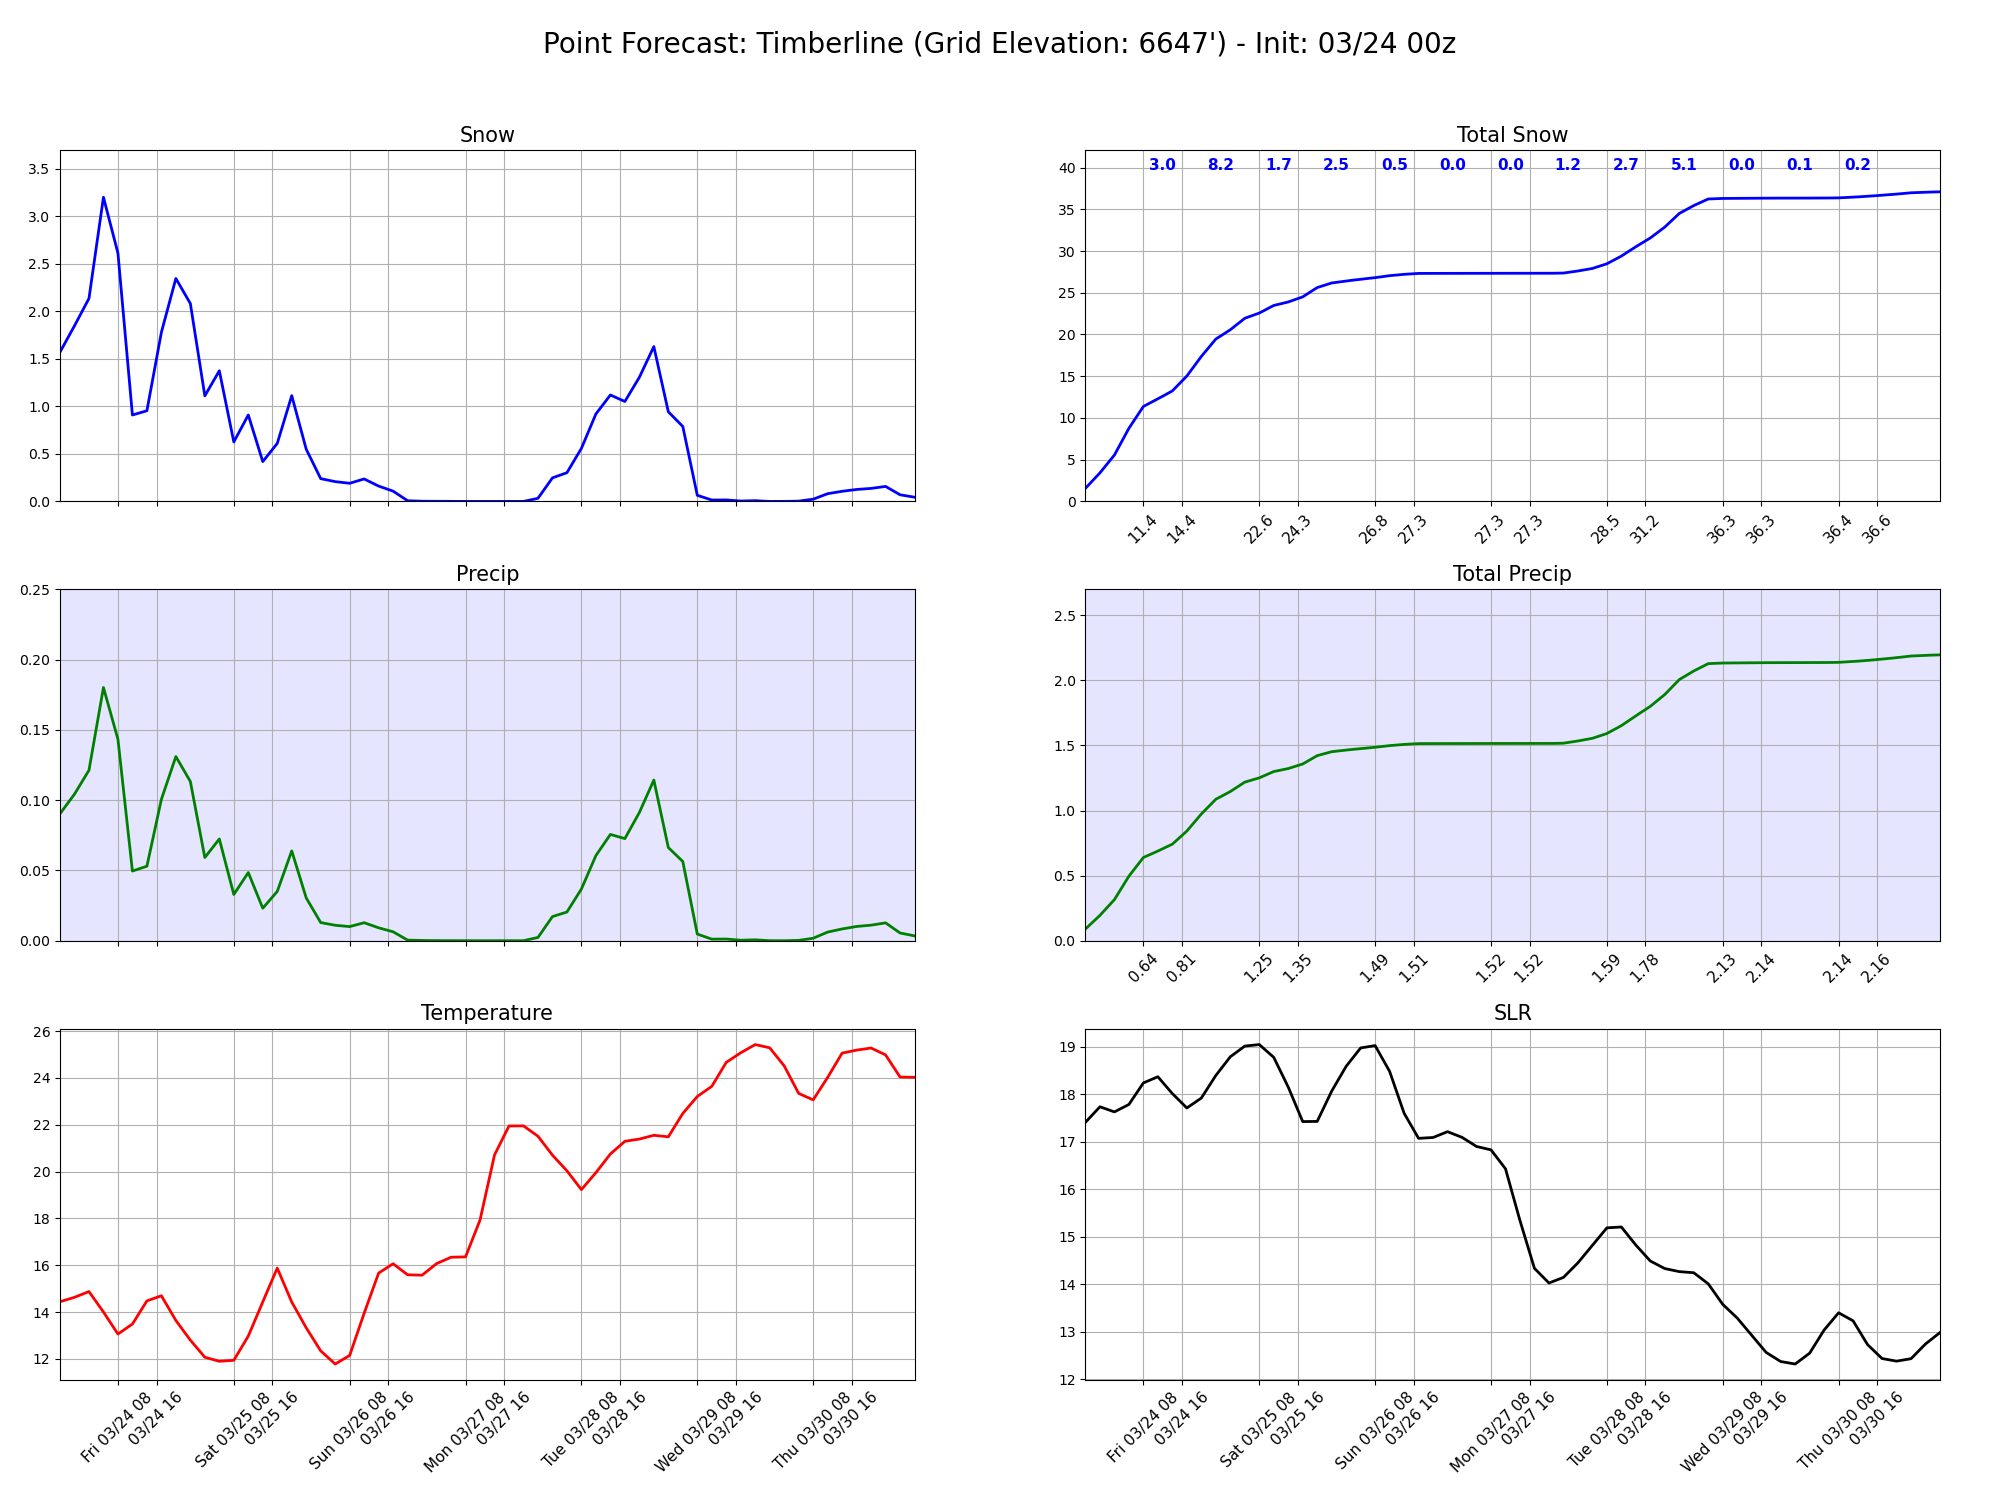 Point Forecast: Timberline (Grid Elevation: 6647') - Init: 03/24 00z
Snow
3.5
3.0
2.5
2.0
1.5
1.0
0.5
0.0
Total Snow
3.0 8.2 1.7 2.5 0.5 0.0 0.0 1.2 2.7 5.1 0.0 0.1 0.2
40
35
30
25
20
15
10
5
0
11.4 14.4 22.6 24.3 26.8 27.3 27.3 27.3 28.5 31.2 36.3 36.3 36.4 36.6
Precip
0.25
0.20
0.15
0.10
0.05
0.00
Total Precip
2.5
2.0
1.5
1.0
0.5
0.0
0.64 0.81 1.25 1.35 1.49 1.51 1.52 1.52 1.59 1.78 2.13 2.14 2.14 2.16
Temperature
26
24
22
20
18
16
14
12
Fri 03/24 08
03/24 16
Sat 03/25 08
03/25 16
Sun 03/26 08
03/26 16
Mon 03/27 08
03/27 16
Tue 03/28 08
03/28 16
Wed 03/29 08
03/29 16
Thu 03/30 08
03/30 16
SLR
19
18
17
16
15
14
13
12
Fri 03/24 08
03/24 16
Sat 03/25 08
03/25 16
Sun 03/26 08
03/26 16
Mon 03/27 08
03/27 16
Tue 03/28 08
03/28 16
Wed 03/29 08
03/29 16
Thu 03/30 08
03/30 16